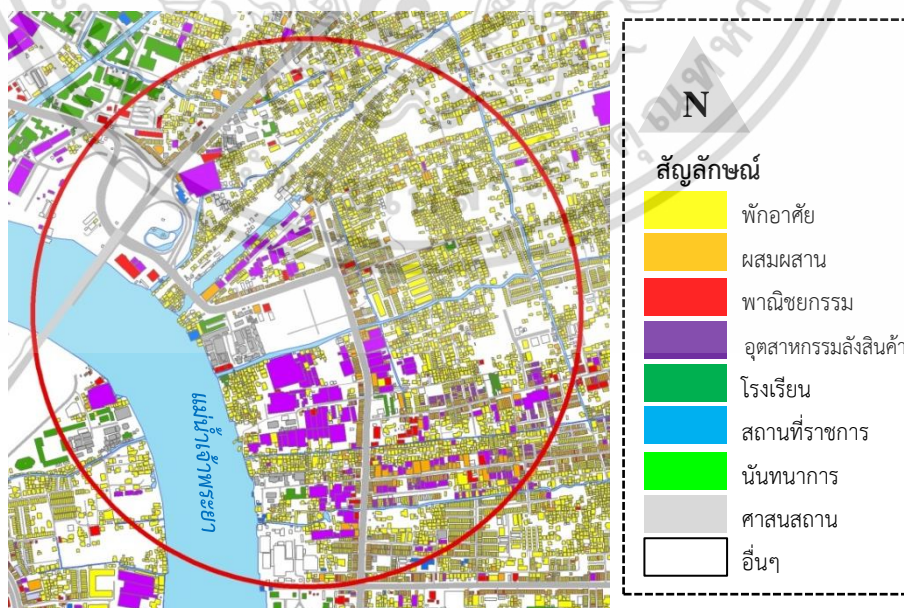 แม่น้ำเจ้าพระยา
N
สัญลักษณ์
พักอาศัย
ผสมผสาน
พาณิชยกรรม
อุตสาหกรรมลังสินค้า
โรงเรียน
สถานที่ราชการ
นันทนาการ
ศาสนสถาน
อื่นๆ